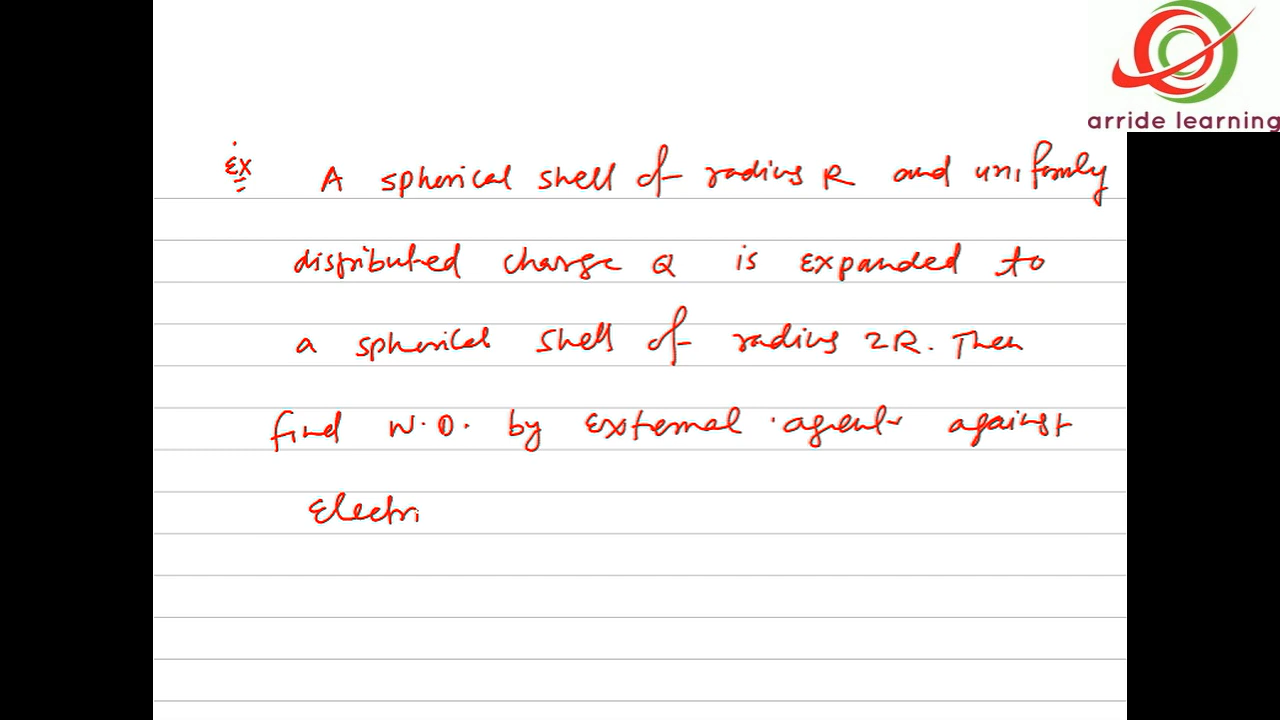 arride learning
Ex A spherical shell of radius R and uniformly
distributed charge Q is expanded to
a spherical shell of radius 2R. Then
find W.D. by external agent against
Electri